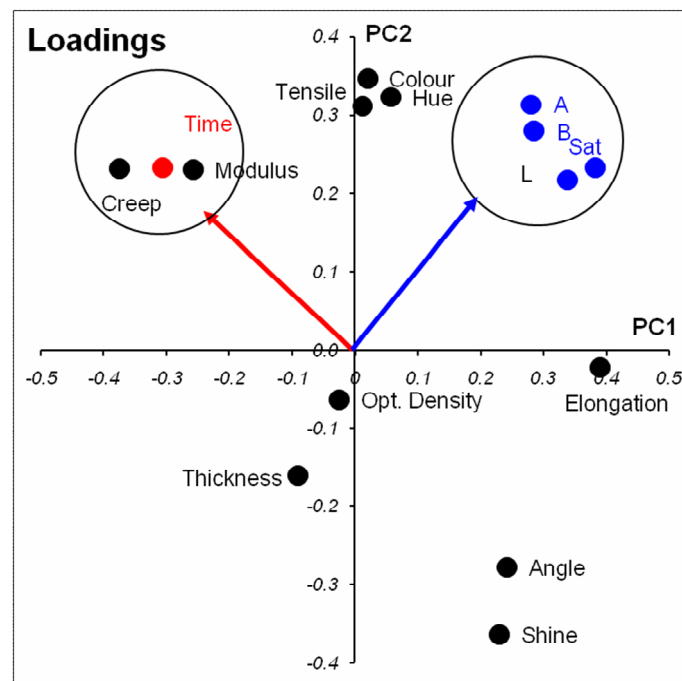 Loadings
0.4
PC2
Colour
Tensile
Hue
0.3
Time
A
B
Sat
Modulus
L
Creep
0.2
0.1
PC1
0.0
-0.5
-0.4
-0.3
-0.2
-0.1
0.1
0.2
0.3
0.4
0.5
Opt. Density
Elongation
-0.1
Thickness
-0.2
Angle
-0.3
Shine
-0.4